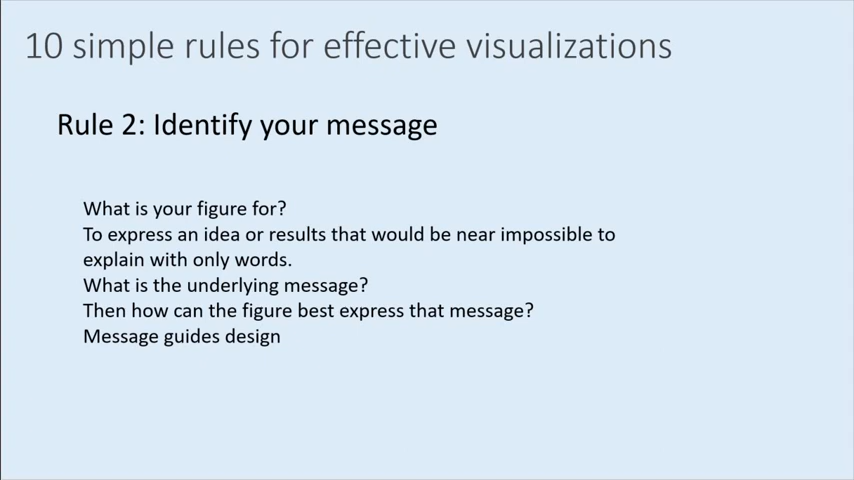 10 simple rules for effective visualizations
Rule 2: Identify your message
What is your figure for?
To express an idea or results that would be near impossible to
explain with only words.
What is the underlying message?
Then how can the figure best express that message?
Message guides design